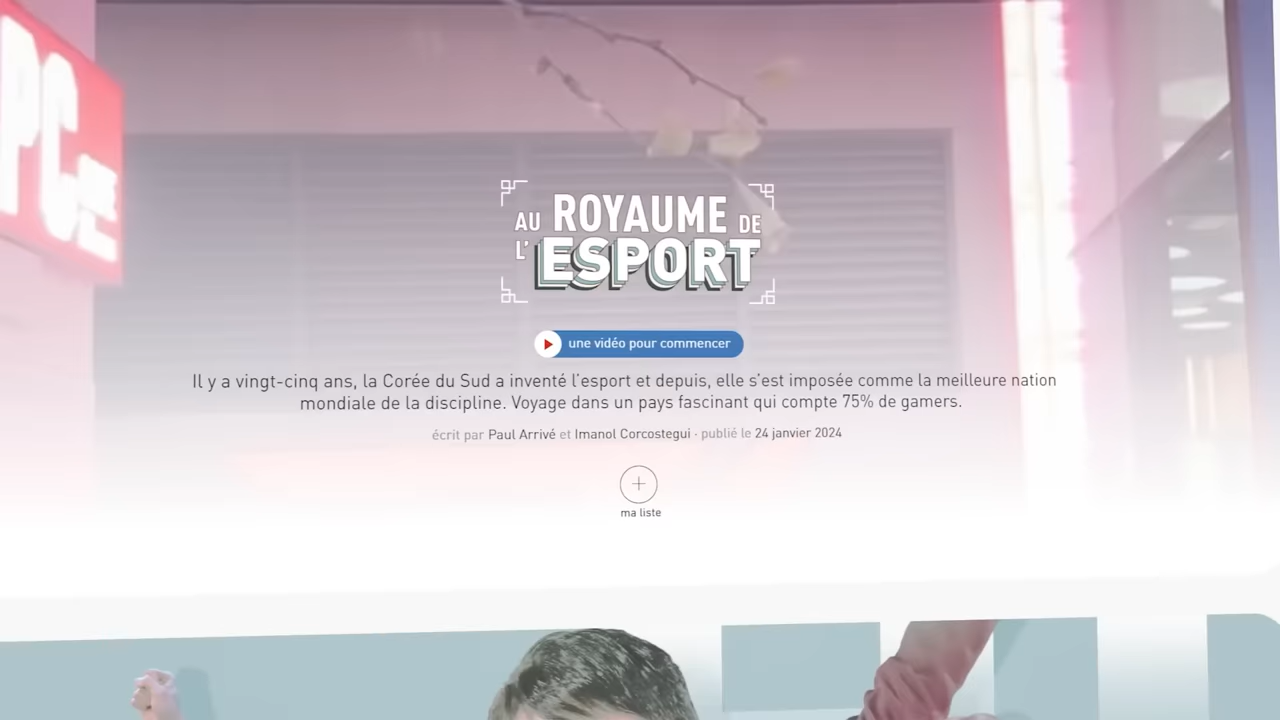 PC
AU ROYAUME DE
L'ESPORT
une vidéo pour commencer
Il y a vingt-cinq ans, la Corée du Sud a inventé l'esport et depuis, elle s'est imposée comme la meilleure nation
mondiale de la discipline. Voyage dans un pays fascinant qui compte 75% de gamers.
écrit par Paul Arrivé et Imanol Corcostegui · publié le 24 janvier 2024
ma liste